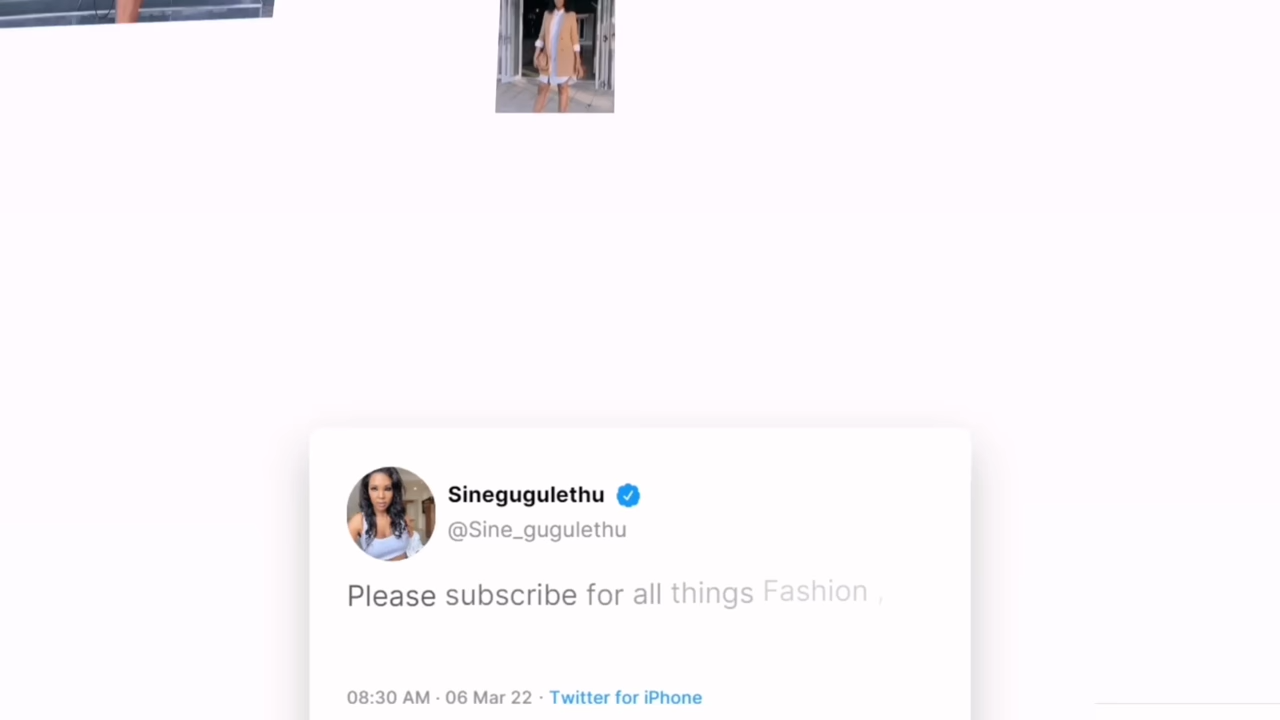 Sinegugulethu
@Sine_gugulethu
Please subscribe for all things Fashion ,
08:30 AM · 06 Mar 22 · Twitter for iPhone